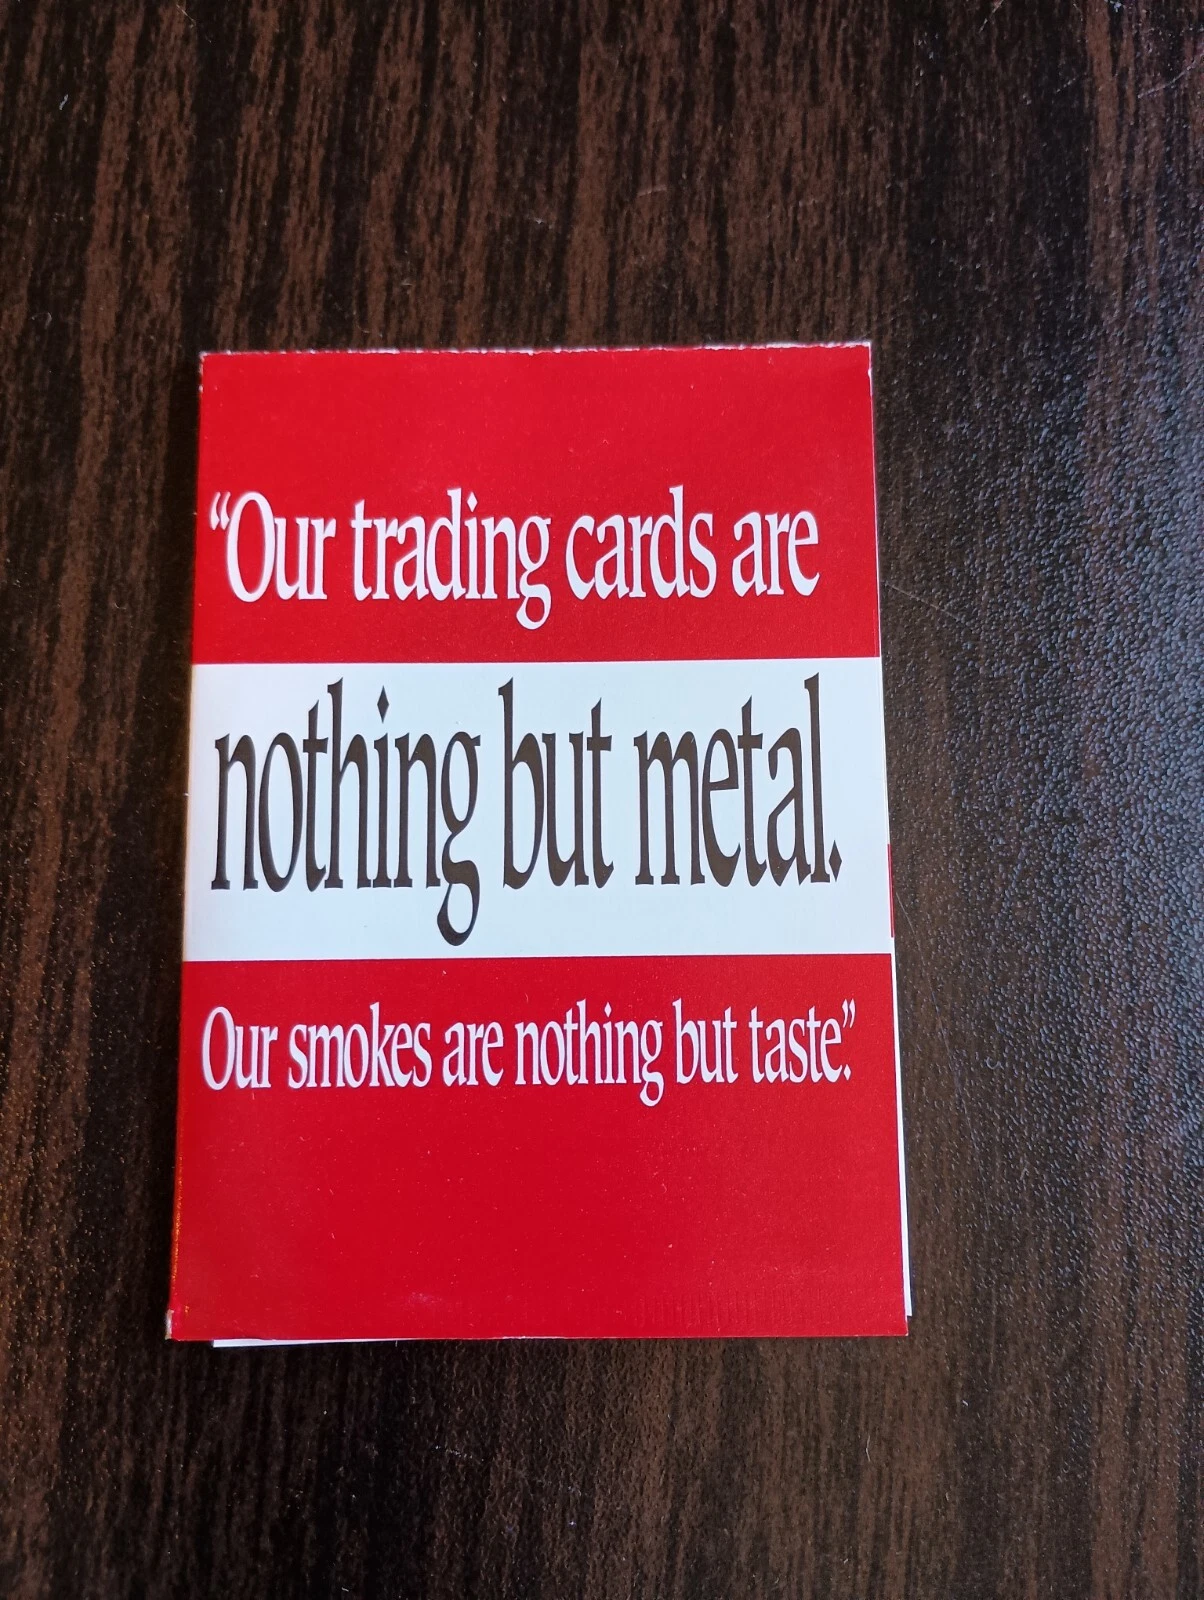 “Our trading cards are
nothing but metal.
Our smokes are nothing but taste.”